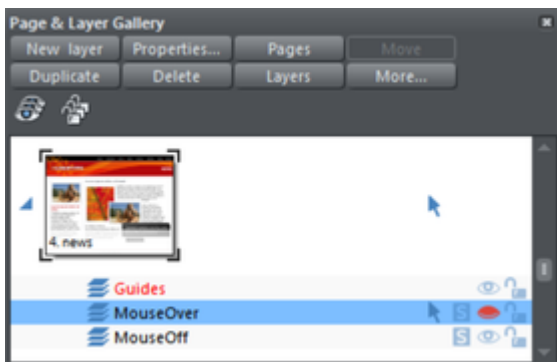 Page & Layer Gallery
New layer Properties... Pages Move
Duplicate Delete Layers More...
4. news
Guides
MouseOver
S
MouseOff
S